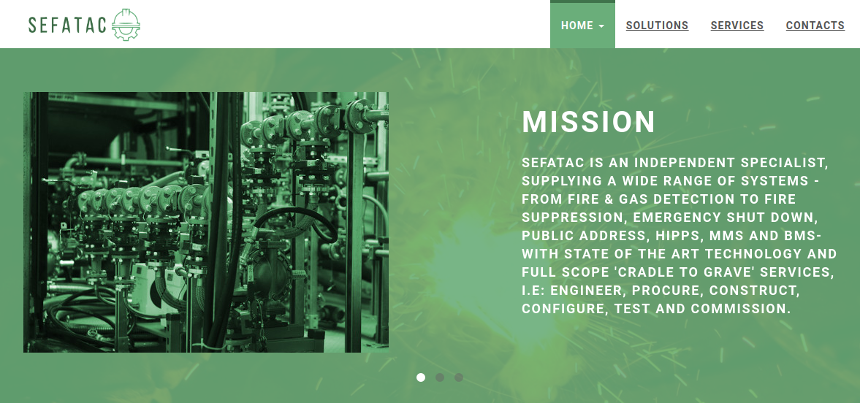 SEFATAC
HOME
SOLUTIONS
SERVICES
CONTACTS
MISSION
SEFATAC IS AN INDEPENDENT SPECIALIST,
SUPPLYING A WIDE RANGE OF SYSTEMS -
FROM FIRE & GAS DETECTION TO FIRE
SUPPRESSION, EMERGENCY SHUT DOWN,
PUBLIC ADDRESS, HIPPS, MMS AND BMS-
WITH STATE OF THE ART TECHNOLOGY AND
FULL SCOPE 'CRADLE TO GRAVE' SERVICES,
I.E: ENGINEER, PROCURE, CONSTRUCT,
CONFIGURE, TEST AND COMMISSION.